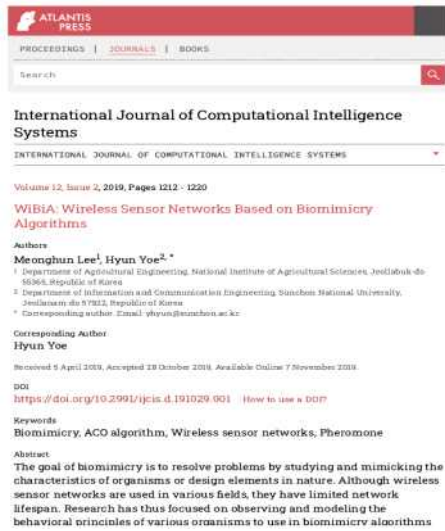 ATLANTIS
PRESS
PROCEEDINGS | JOURNALS | BOOKS
Search
International Journal of Computational Intelligence
Systems
INTERNATIONAL JOURNAL OF COMPUTATIONAL INTELLIGENCE SYSTEMS
Volume 12, Issue 2, 2019, Pages 1212 - 1220
WiBiA: Wireless Sensor Networks Based on Biomimicry
Algorithms
Authors
Meonghun Lee1, Hyun Yoe2, *
1 Department of Agricultural Engineering, National Institute of Agricultural Sciences, Jeollabuk-do
55365, Republic of Korea
2 Department of Information and Communication Engineering, Sunchon National University,
Jeollanam-do 57922, Republic of Korea
* Corresponding author. Email: yhyun@sunchon.ac.kr
Corresponding Author
Hyun Yoe
Received 5 April 2019, Accepted 28 October 2019, Available Online 7 November 2019.
DOI
https://doi.org/10.2991/ijcis.d.191029.001 How to use a DOI?
Keywords
Biomimicry, ACO algorithm, Wireless sensor networks, Pheromone
Abstract
The goal of biomimicry is to resolve problems by studying and mimicking the
characteristics of organisms or design elements in nature. Although wireless
sensor networks are used in various fields, they have limited network
lifespan. Research has thus focused on observing and modeling the
behavioral principles of various organisms to use in biomimicry algorithms